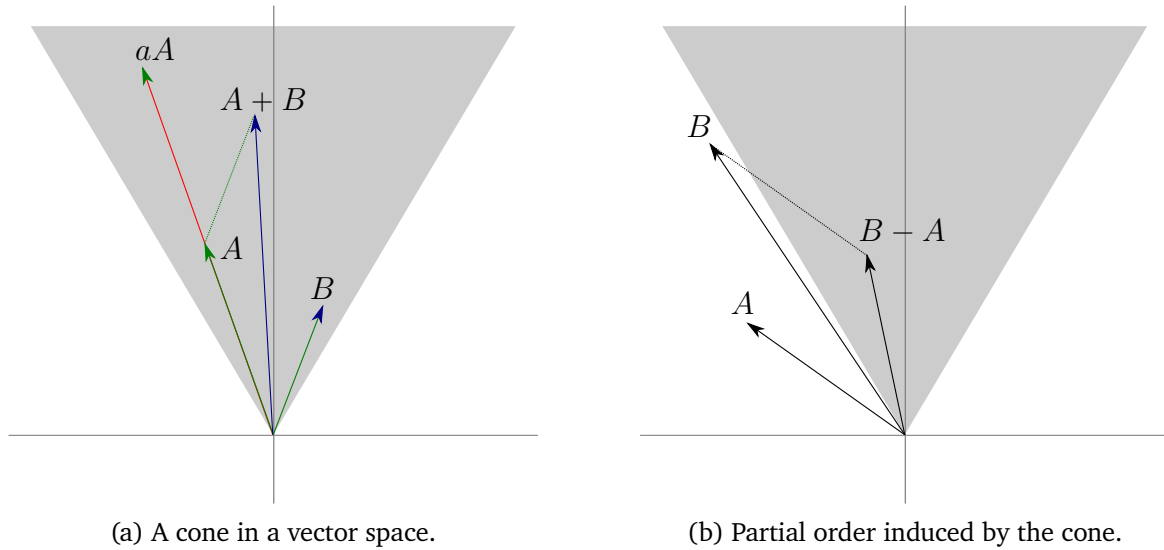 aA
A + B
A
B
(a) A cone in a vector space.
B
B − A
A
(b) Partial order induced by the cone.